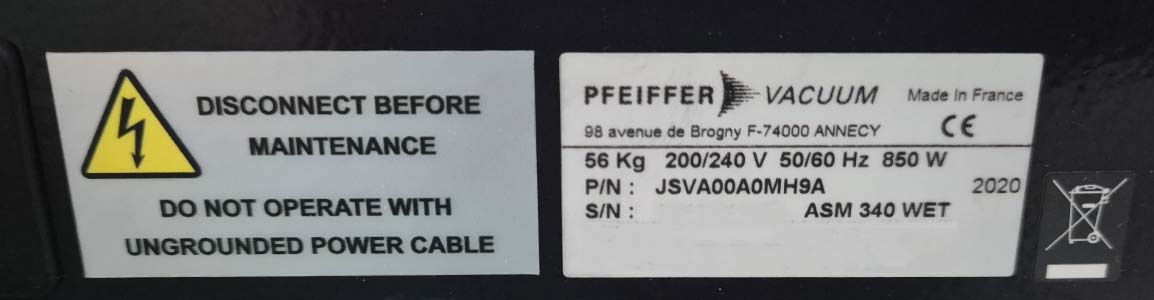 DISCONNECT BEFORE
MAINTENANCE
DO NOT OPERATE WITH
UNGROUNDED POWER CABLE
PFEIFFER VACUUM Made In France
98 avenue de Brogny F-74000 ANNECY CE
56 Kg 200/240 V 50/60 Hz 850 W
P/N : JSVA00A0MH9A 2020
S/N : ASM 340 WET